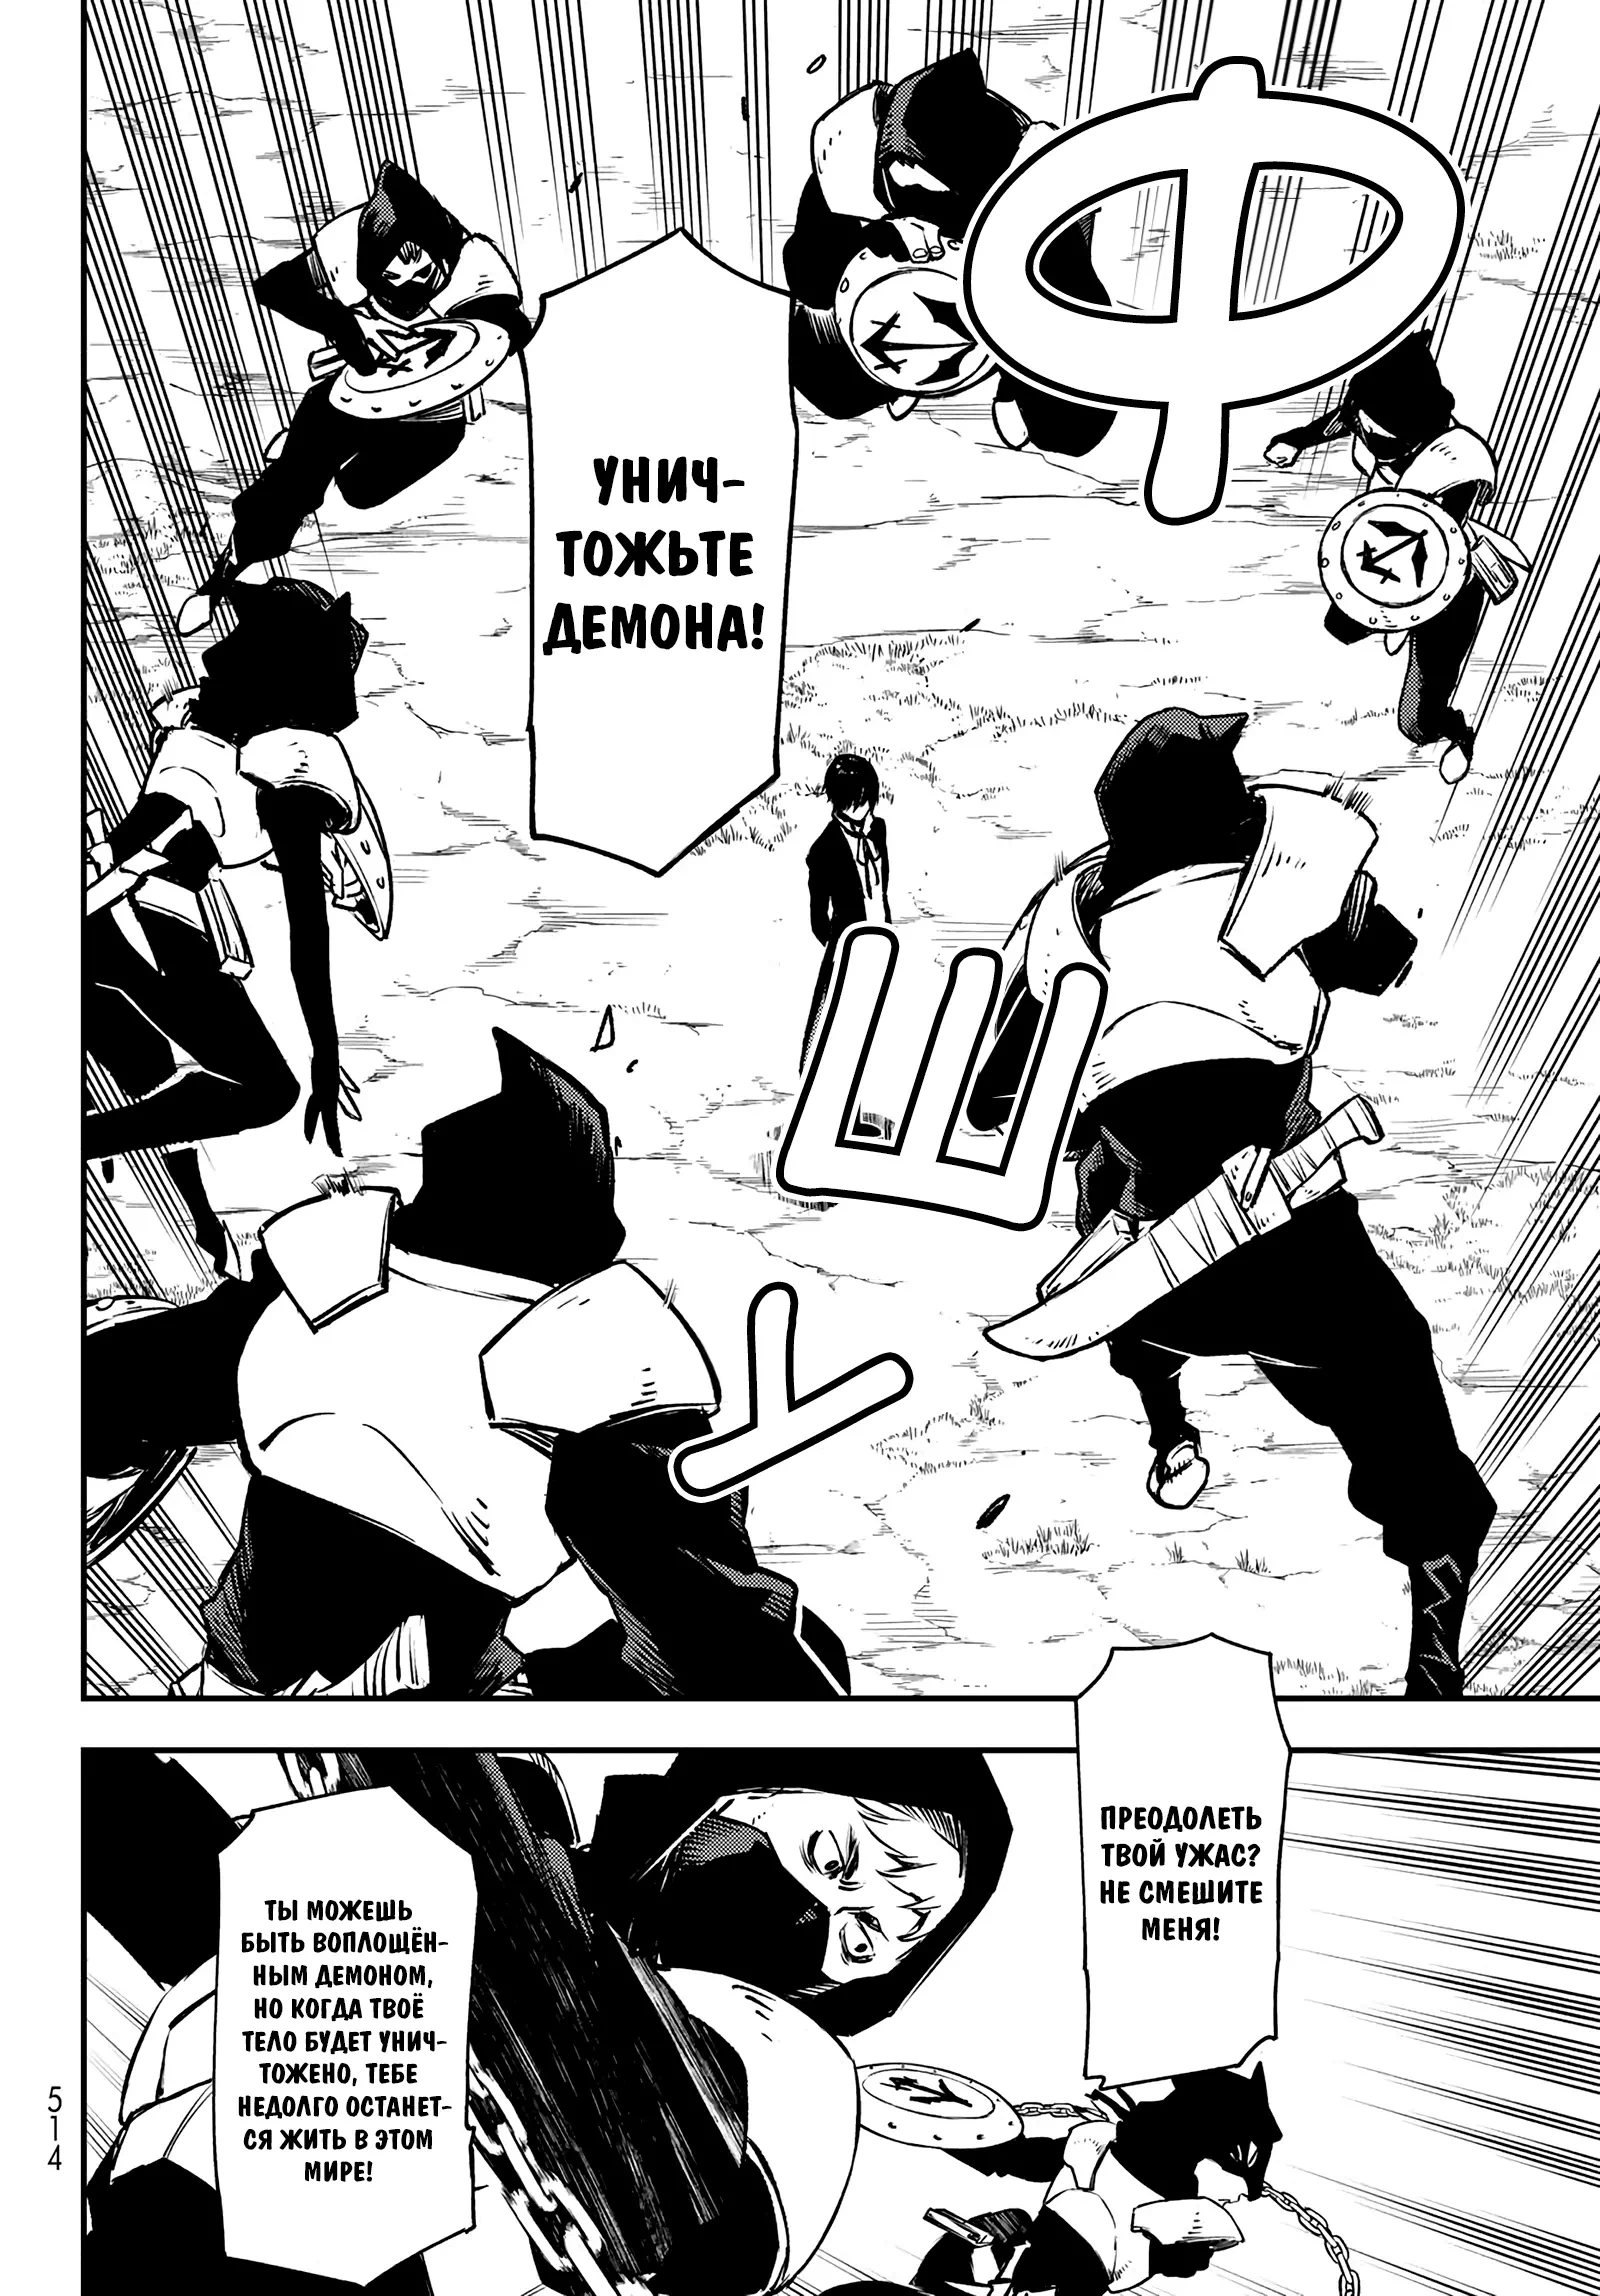 Ф
Ш
У
УНИЧ-
ТОЖЬТЕ
ДЕМОНА!
ПРЕОДОЛЕТЬ
ТВОЙ УЖАС?
НЕ СМЕШИТЕ
МЕНЯ!
ТЫ МОЖЕШЬ
БЫТЬ ВОПЛОЩЁН-
НЫМ ДЕМОНОМ,
НО КОГДА ТВОЁ
ТЕЛО БУДЕТ УНИЧ-
ТОЖЕНО, ТЕБЕ
НЕДОЛГО ОСТАНЕТ-
СЯ ЖИТЬ В ЭТОМ
МИРЕ!
514